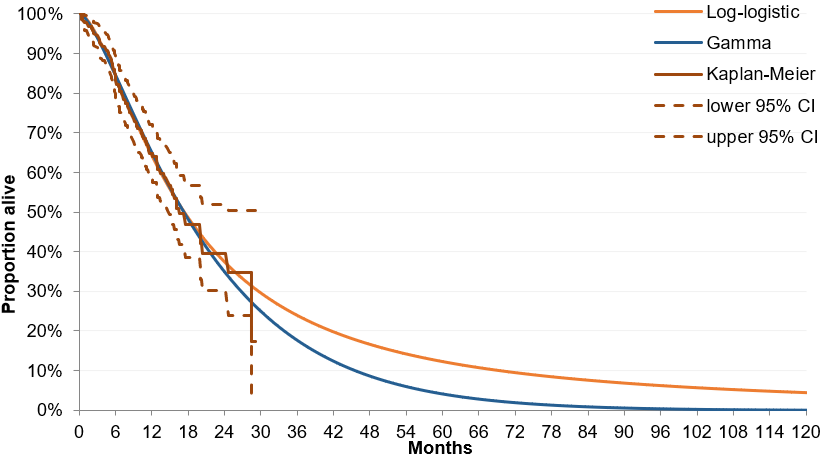 Log-logistic
Gamma
Kaplan-Meier
lower 95% CI
upper 95% CI
100%
90%
80%
70%
60%
50%
40%
30%
20%
10%
0%
Proportion alive
0 6 12 18 24 30 36 42 48 54 60 66 72 78 84 90 96 102 108 114 120
Months